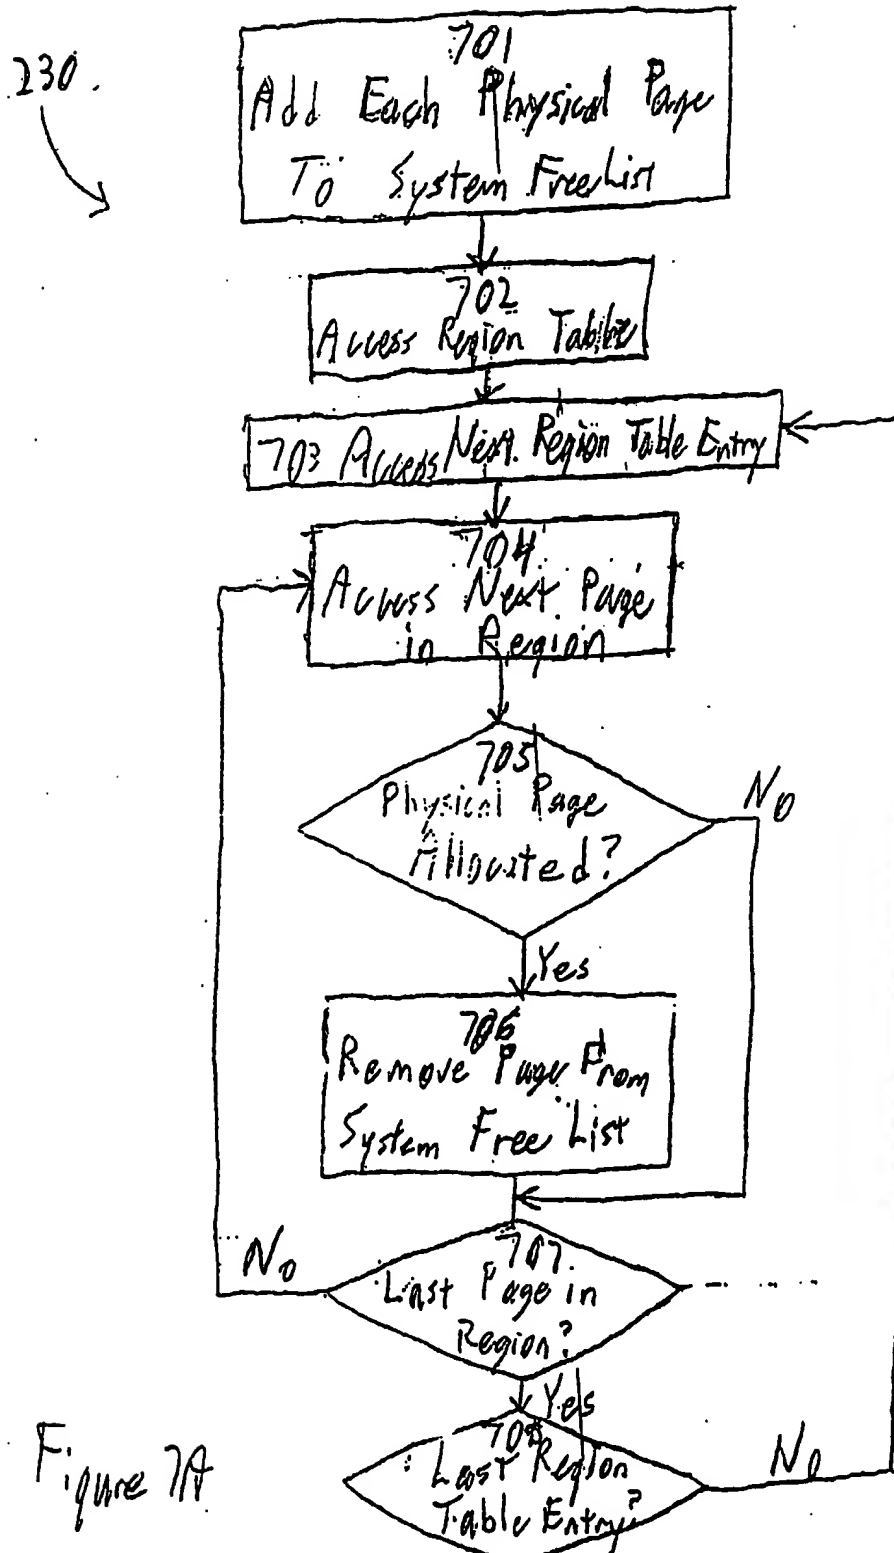 230.
701
Add Each Physical Page
To System Free List
702
Access Region Table
703 Access Next Region Table Entry
704
Access Next Page
in Region
705
Physical Page
Allocated?
No
Yes
706
Remove Page From
System Free List
707
Last Page in
Region?
No
Yes
708
Last Region
Table Entry?
No
Figure 7A